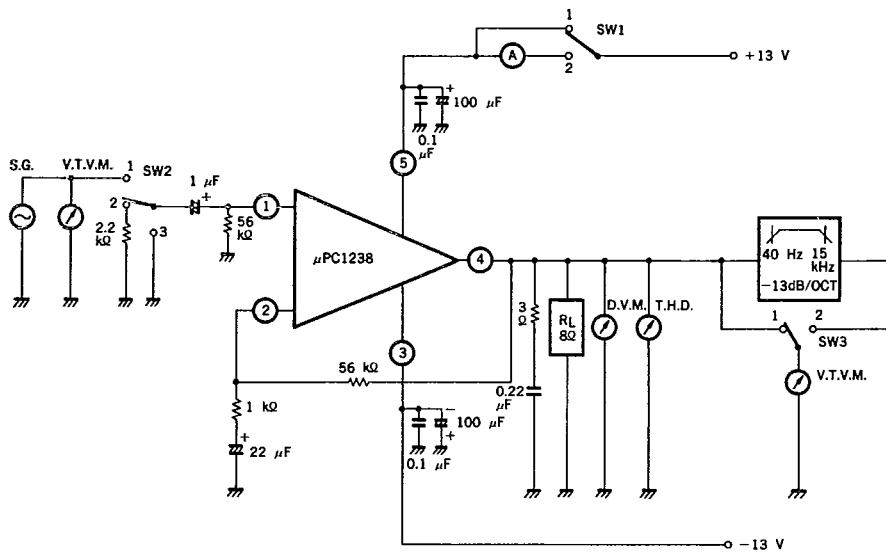 1
SW1
A
2
+13 V
+
100 μF
0.1
μF
5
S.G.
V.T.V.M.
1
SW2
1 μF
+
2
2.2
kΩ
3
56
kΩ
1
μPC1238
4
2
3
56 kΩ
1 kΩ
+
22 μF
−
100 μF
+
0.1 μF
3
Ω
0.22
μF
RL
8Ω
D.V.M.
T.H.D.
40 Hz 15
kHz
−13dB/OCT
1
2
SW3
V.T.V.M.
−13 V